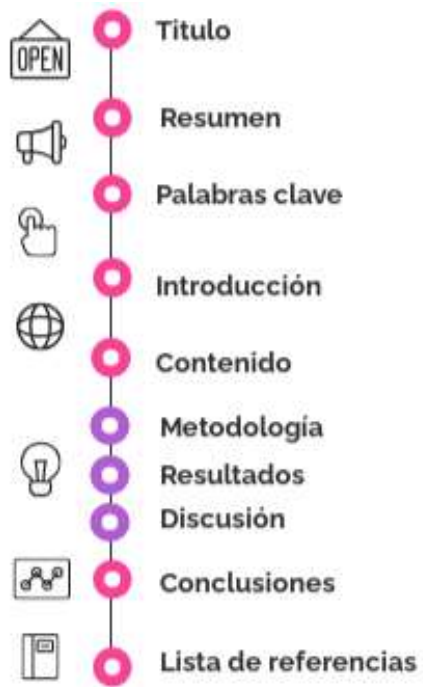 OPEN
Titulo
Resumen
Palabras clave
Introducción
Contenido
Metodología
Resultados
Discusión
Conclusiones
Lista de referencias